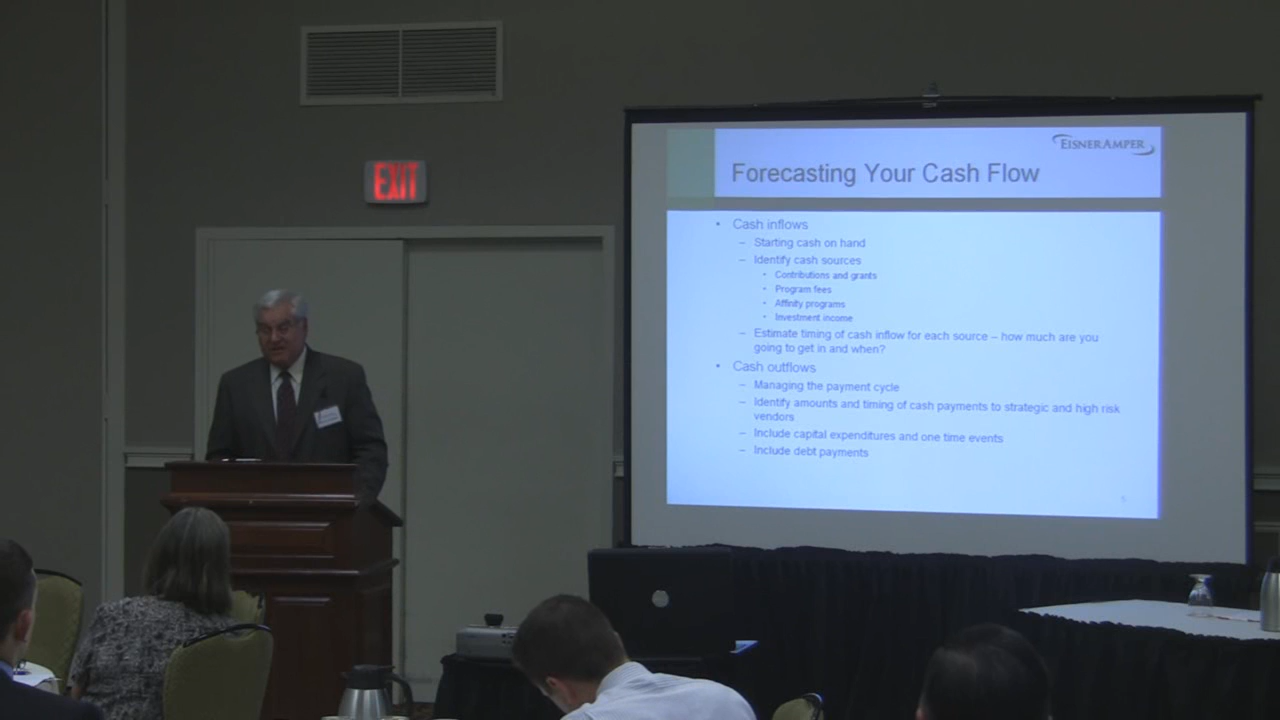 EXIT
EISNERAMPER
Forecasting Your Cash Flow
• Cash inflows
– Starting cash on hand
– Identify cash sources
• Contributions and grants
• Program fees
• Affinity programs
• Investment income
– Estimate timing of cash inflow for each source – how much are you
going to get in and when?
• Cash outflows
– Managing the payment cycle
– Identify amounts and timing of cash payments to strategic and high risk
vendors
– Include capital expenditures and one time events
– Include debt payments